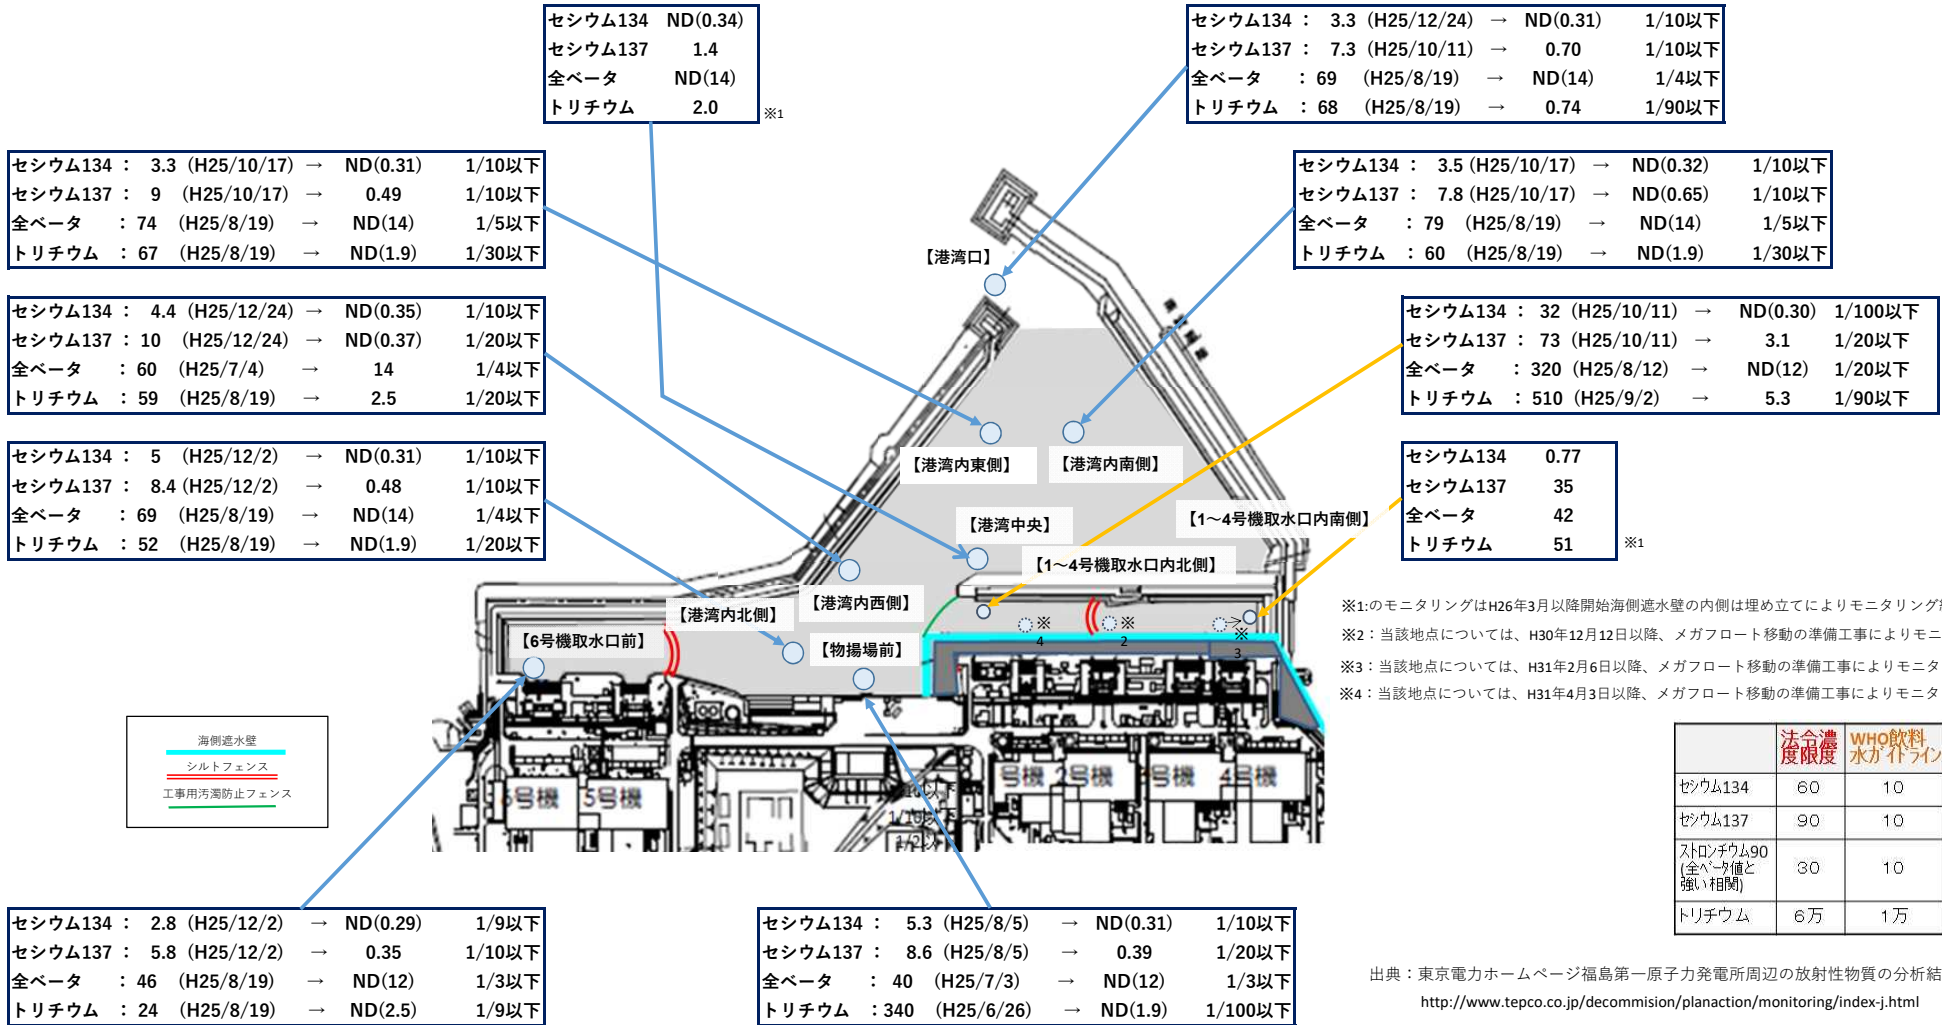 セシウム134 ND(0.34)
セシウム137 1.4
全ベータ ND(14)
トリチウム 2.0
※1
セシウム134 : 3.3 (H25/12/24) → ND(0.31) 1/10以下
セシウム137 : 7.3 (H25/10/11) → 0.70 1/10以下
全ベータ : 69 (H25/8/19) → ND(14) 1/4以下
トリチウム : 68 (H25/8/19) → 0.74 1/90以下
セシウム134 : 3.3 (H25/10/17) → ND(0.31) 1/10以下
セシウム137 : 9 (H25/10/17) → 0.49 1/10以下
全ベータ : 74 (H25/8/19) → ND(14) 1/5以下
トリチウム : 67 (H25/8/19) → ND(1.9) 1/30以下
セシウム134 : 3.5 (H25/10/17) → ND(0.32) 1/10以下
セシウム137 : 7.8 (H25/10/17) → ND(0.65) 1/10以下
全ベータ : 79 (H25/8/19) → ND(14) 1/5以下
トリチウム : 60 (H25/8/19) → ND(1.9) 1/30以下
セシウム134 : 4.4 (H25/12/24) → ND(0.35) 1/10以下
セシウム137 : 10 (H25/12/24) → ND(0.37) 1/20以下
全ベータ : 60 (H25/7/4) → 14 1/4以下
トリチウム : 59 (H25/8/19) → 2.5 1/20以下
セシウム134 : 32 (H25/10/11) → ND(0.30) 1/100以下
セシウム137 : 73 (H25/10/11) → 3.1 1/20以下
全ベータ : 320 (H25/8/12) → ND(12) 1/20以下
トリチウム : 510 (H25/9/2) → 5.3 1/90以下
セシウム134 : 5 (H25/12/2) → ND(0.31) 1/10以下
セシウム137 : 8.4 (H25/12/2) → 0.48 1/10以下
全ベータ : 69 (H25/8/19) → ND(14) 1/4以下
トリチウム : 52 (H25/8/19) → ND(1.9) 1/20以下
セシウム134 0.77
セシウム137 35
全ベータ 42
トリチウム 51
※1
【港湾口】
【港湾内東側】
【港湾内南側】
【港湾中央】
【1～4号機取水口内南側】
【1～4号機取水口内北側】
【港湾内西側】
【港湾内北側】
【6号機取水口前】
【物揚場前】
※4
※2
※3
※1:のモニタリングはH26年3月以降開始海側遮水壁の内側は埋め立てによりモニタリング
※2：当該地点については、H30年12月12日以降、メガフロート移動の準備工事によりモニ
※3：当該地点については、H31年2月6日以降、メガフロート移動の準備工事によりモニタ
※4：当該地点については、H31年4月3日以降、メガフロート移動の準備工事によりモニタ
海側遮水壁
シルトフェンス
工事用汚濁防止フェンス
号機 5号機
号機 2号機 号機 4号機
法令濃度限度 WHO飲料水ガイドライン
セシウム134 60 10
セシウム137 90 10
ストロンチウム90
(全ベータ値と
強い相関) 30 10
トリチウム 6万 1万
セシウム134 : 2.8 (H25/12/2) → ND(0.29) 1/9以下
セシウム137 : 5.8 (H25/12/2) → 0.35 1/10以下
全ベータ : 46 (H25/8/19) → ND(12) 1/3以下
トリチウム : 24 (H25/8/19) → ND(2.5) 1/9以下
セシウム134 : 5.3 (H25/8/5) → ND(0.31) 1/10以下
セシウム137 : 8.6 (H25/8/5) → 0.39 1/20以下
全ベータ : 40 (H25/7/3) → ND(12) 1/3以下
トリチウム : 340 (H25/6/26) → ND(1.9) 1/100以下
出典：東京電力ホームページ福島第一原子力発電所周辺の放射性物質の分析結
http://www.tepco.co.jp/decommision/planaction/monitoring/index-j.html